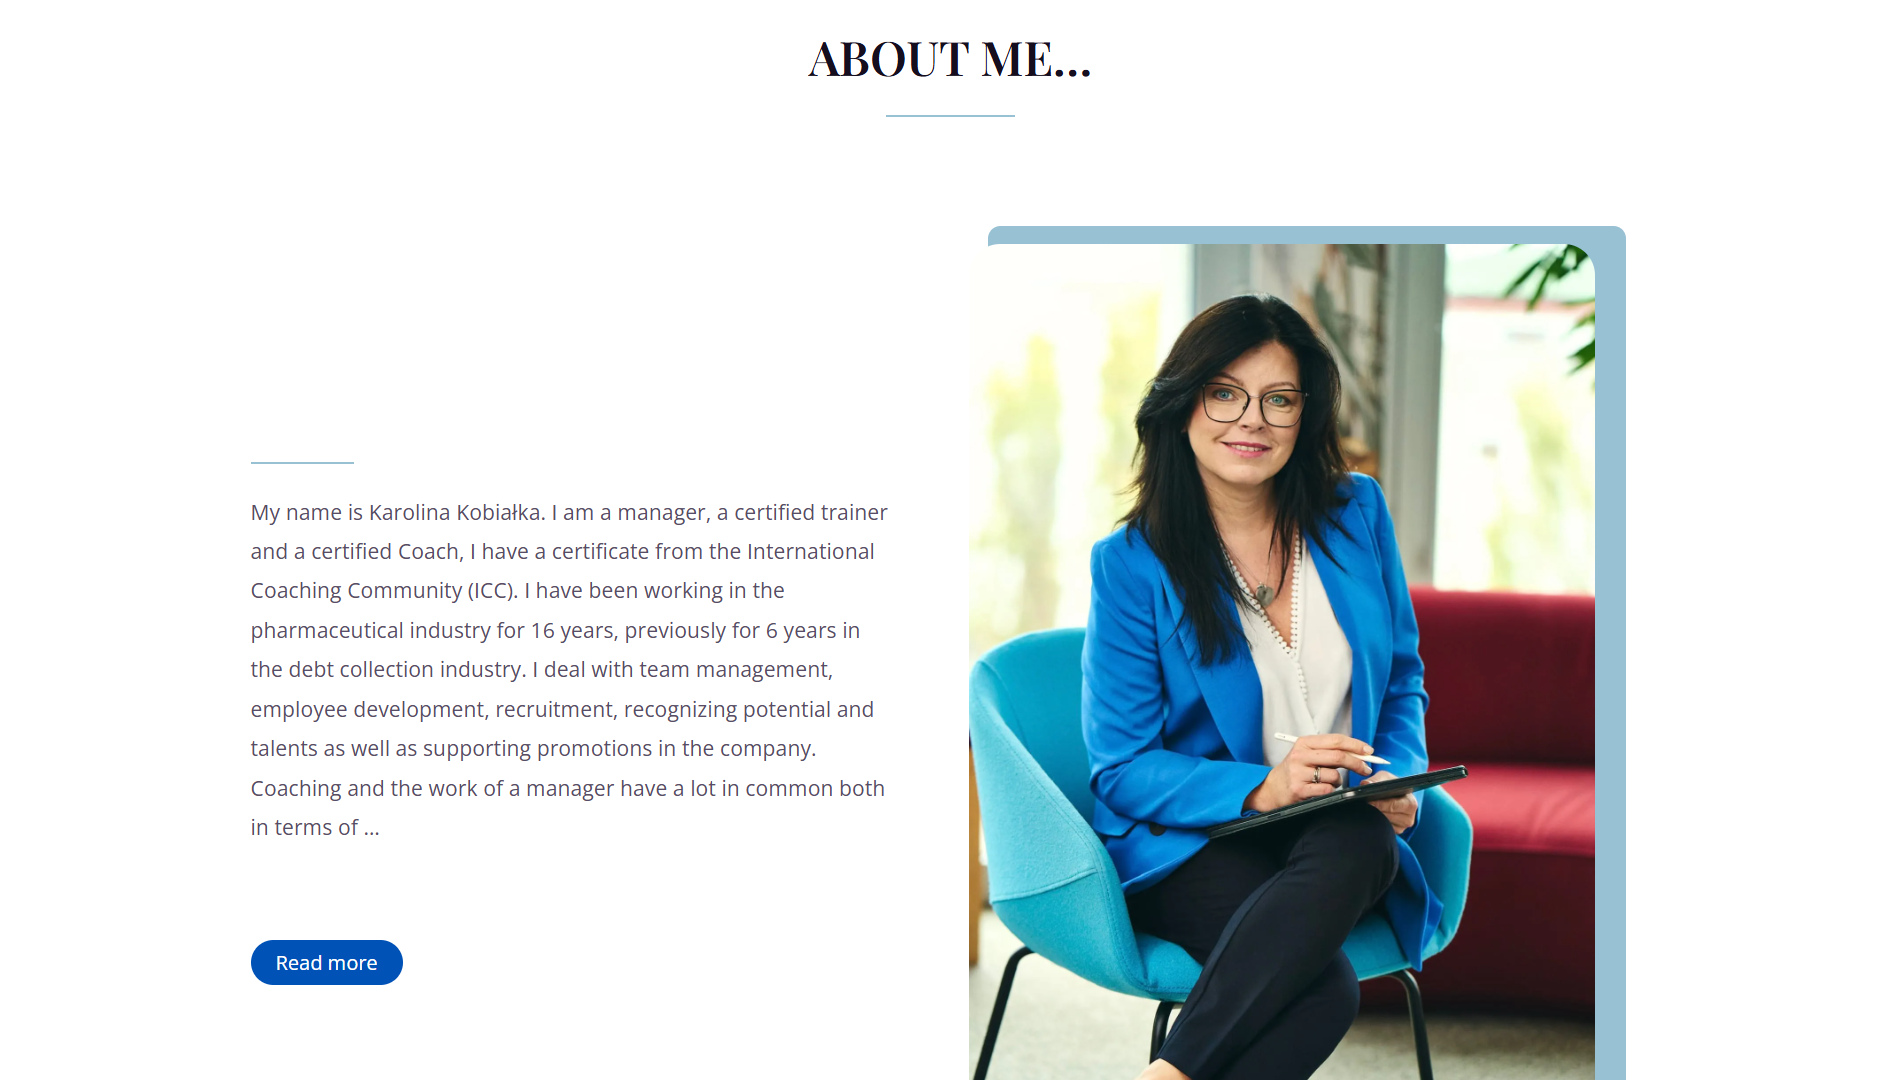 ABOUT ME...
My name is Karolina Kobiałka. I am a manager, a certified trainer
and a certified Coach, I have a certificate from the International
Coaching Community (ICC). I have been working in the
pharmaceutical industry for 16 years, previously for 6 years in
the debt collection industry. I deal with team management,
employee development, recruitment, recognizing potential and
talents as well as supporting promotions in the company.
Coaching and the work of a manager have a lot in common both
in terms of ...
Read more